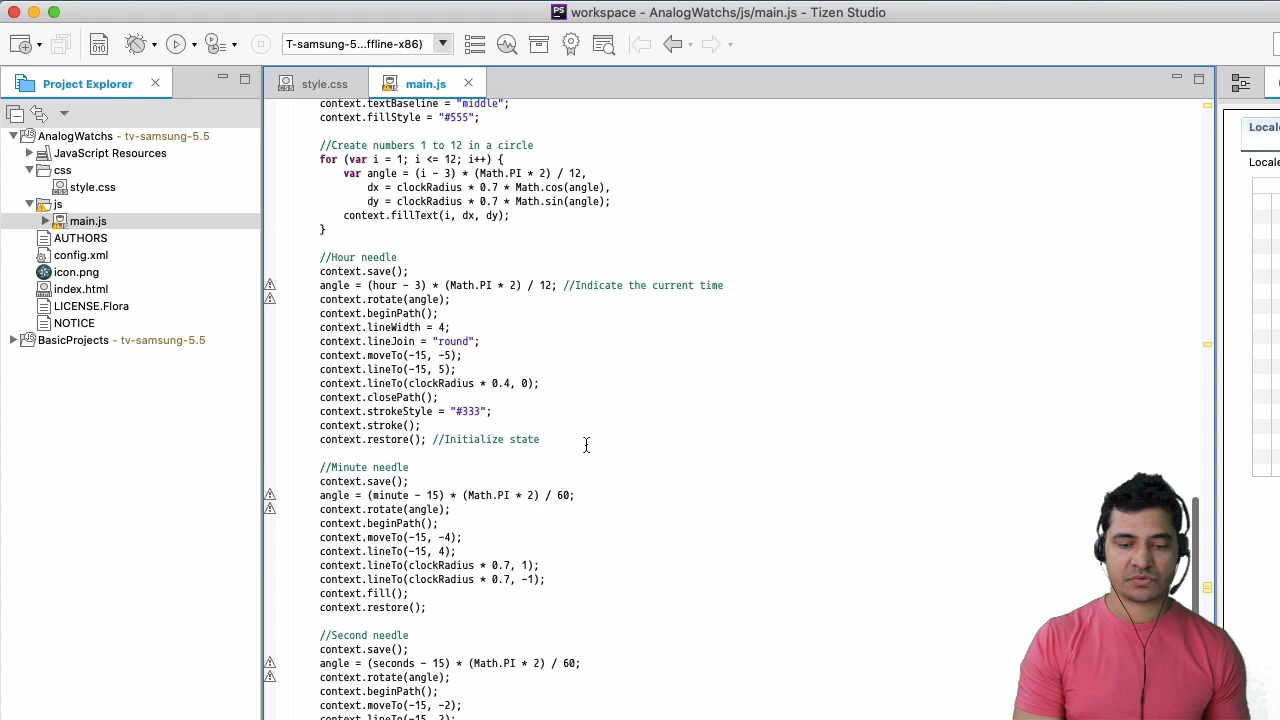 workspace - AnalogWatchs/js/main.js - Tizen Studio
T-samsung-5...ffline-x86)
Project Explorer
style.css
main.js
AnalogWatchs - tv-samsung-5.5
JavaScript Resources
css
style.css
js
main.js
AUTHORS
config.xml
icon.png
index.html
LICENSE.Flora
NOTICE
BasicProjects - tv-samsung-5.5
context.textBaseline = "middle";
context.fillStyle = "#555";
//Create numbers 1 to 12 in a circle
for (var i = 1; i <= 12; i++) {
var angle = (i - 3) * (Math.PI * 2) / 12,
dx = clockRadius * 0.7 * Math.cos(angle),
dy = clockRadius * 0.7 * Math.sin(angle);
context.fillText(i, dx, dy);
}
//Hour needle
context.save();
angle = (hour - 3) * (Math.PI * 2) / 12; //Indicate the current time
context.rotate(angle);
context.beginPath();
context.lineWidth = 4;
context.lineJoin = "round";
context.moveTo(-15, -5);
context.lineTo(-15, 5);
context.lineTo(clockRadius * 0.4, 0);
context.closePath();
context.strokeStyle = "#333";
context.stroke();
context.restore(); //Initialize state
//Minute needle
context.save();
angle = (minute - 15) * (Math.PI * 2) / 60;
context.rotate(angle);
context.beginPath();
context.moveTo(-15, -4);
context.lineTo(-15, 4);
context.lineTo(clockRadius * 0.7, 1);
context.lineTo(clockRadius * 0.7, -1);
context.fill();
context.restore();
//Second needle
context.save();
angle = (seconds - 15) * (Math.PI * 2) / 60;
context.rotate(angle);
context.beginPath();
context.moveTo(-15, -2);
context.lineTo(-15, 2);
Locale
Locale